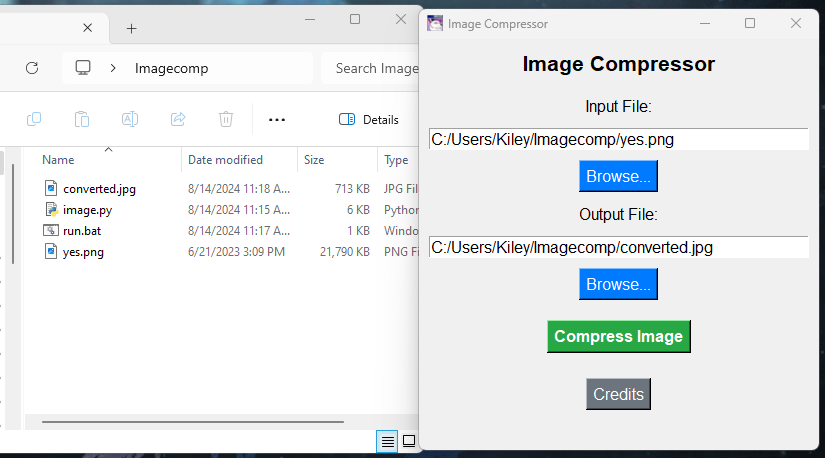 Imagecomp
Search Image
Details
Name Date modified Size Type
converted.jpg 8/14/2024 11:18 A... 713 KB JPG Fil
image.py 8/14/2024 11:15 A... 6 KB Python
run.bat 8/14/2024 11:17 A... 1 KB Windo
yes.png 6/21/2023 3:09 PM 21,790 KB PNG Fi
Image Compressor
Image Compressor
Input File:
C:/Users/Kiley/Imagecomp/yes.png
Browse...
Output File:
C:/Users/Kiley/Imagecomp/converted.jpg
Browse...
Compress Image
Credits